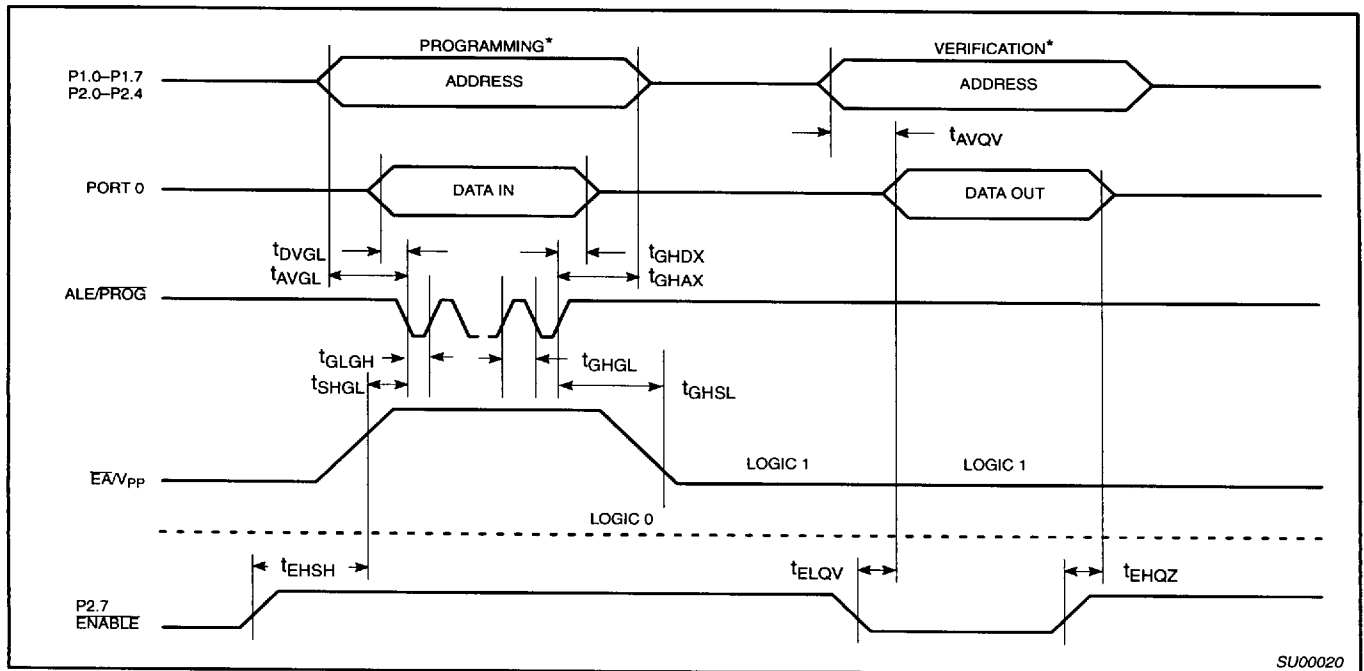 PROGRAMMING*
VERIFICATION*
P1.0–P1.7
P2.0–P2.4
ADDRESS
ADDRESS
tAVQV
PORT 0
DATA IN
DATA OUT
tDVGL
tGHDX
tAVGL
tGHAX
ALE/PROG
tGLGH
tGHGL
tSHGL
tGHSL
EA/VPP
LOGIC 1
LOGIC 1
LOGIC 0
tEHSH
tELQV
tEHQZ
P2.7
ENABLE
SU00020